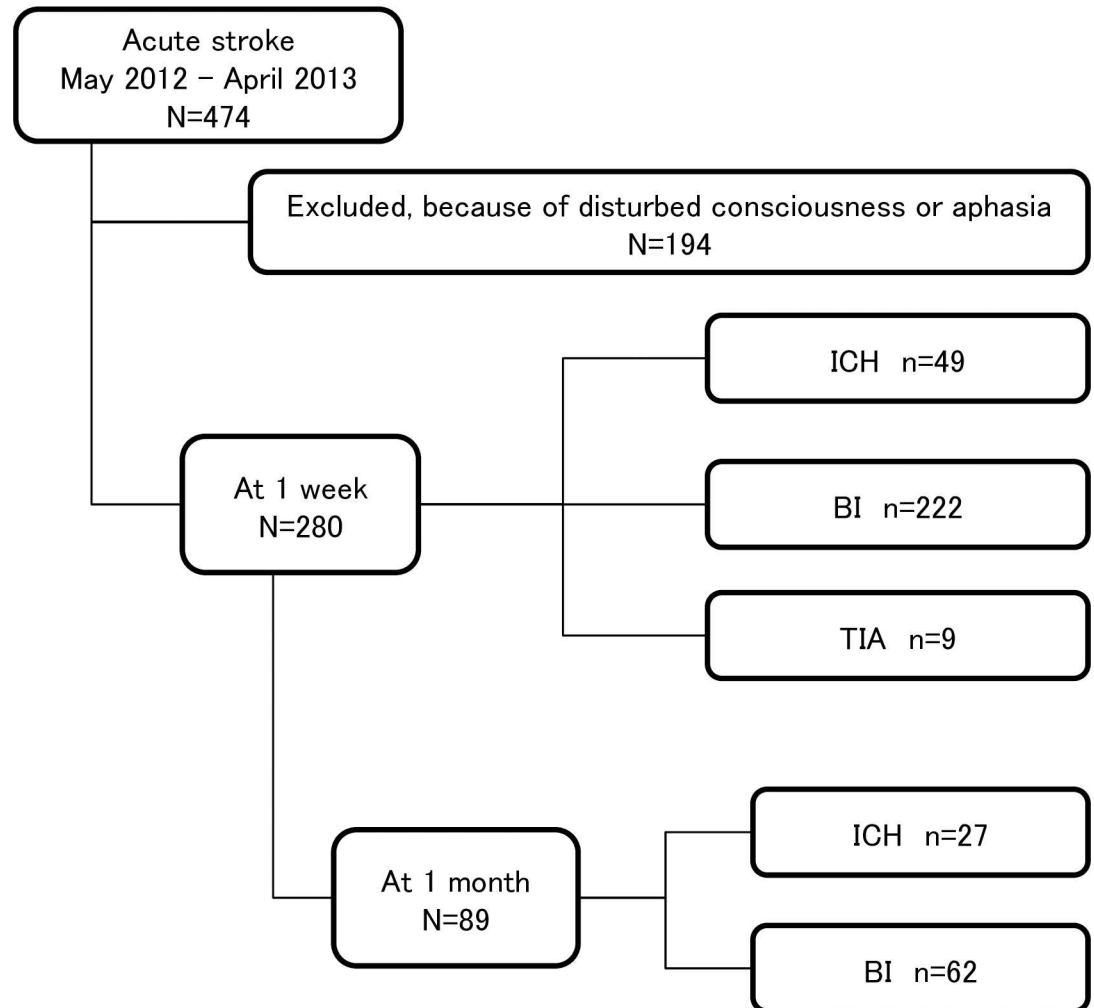 Acute stroke
May 2012 – April 2013
N=474
Excluded, because of disturbed consciousness or aphasia
N=194
ICH n=49
At 1 week
N=280
BI n=222
TIA n=9
ICH n=27
At 1 month
N=89
BI n=62